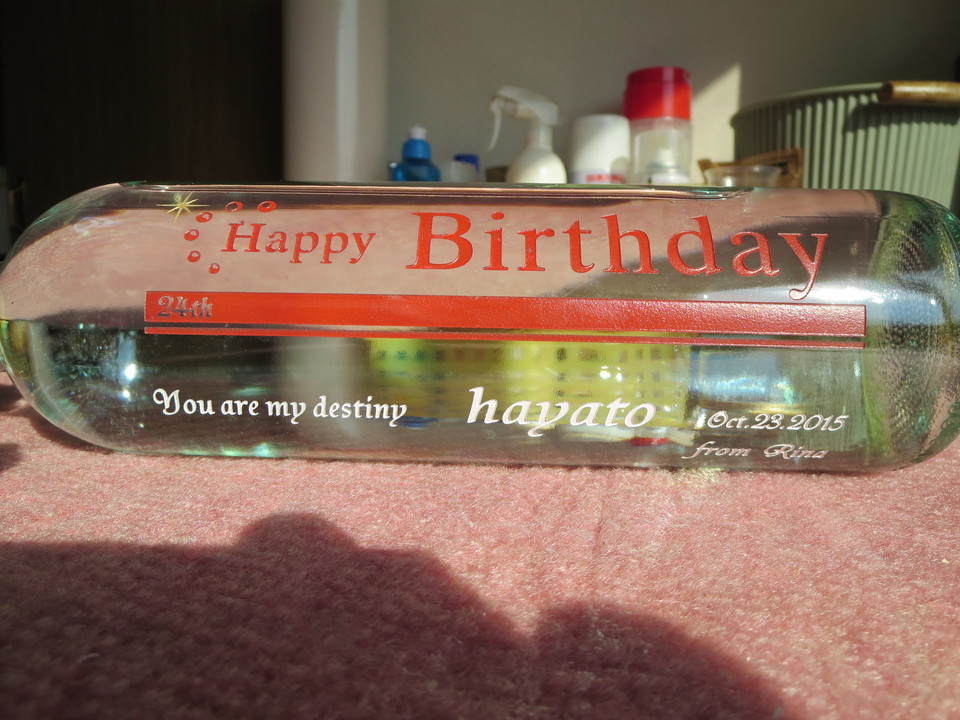 Happy Birthday
24th
You are my destiny hayato Oct.23.2015
from Rina